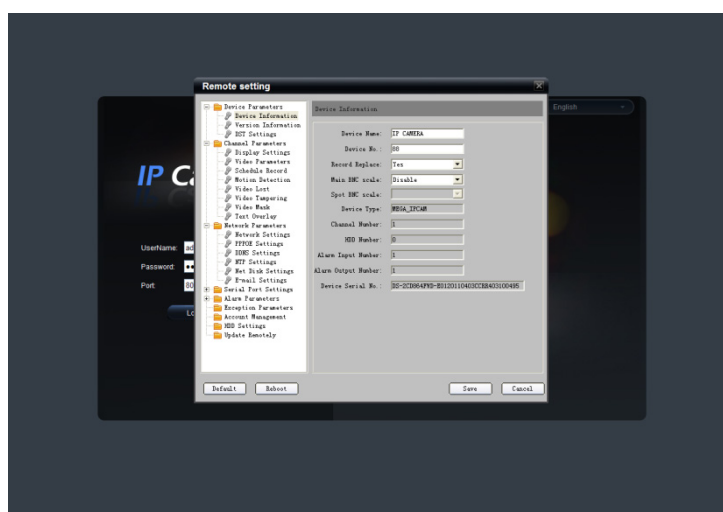 Remote setting
English
Device Parameters
Device Information
Version Information
DST Settings
Channel Parameters
Display Settings
Video Parameters
Schedule Record
Motion Detection
Video Lost
Video Tampering
Video Mask
Text Overlay
Network Parameters
Network Settings
PPPOE Settings
DDNS Settings
NTP Settings
Net Disk Settings
E-mail Settings
Serial Port Settings
Alarm Parameters
Exception Parameters
Account Management
HDD Settings
Update Remotely
Device Information
Device Name: IP CAMERA
Device No.: 88
Record Replace: Yes
Main BNC scale: Disable
Spot BNC scale:
Device Type: MEGA_IPCAM
Channel Number: 1
HDD Number: 0
Alarm Input Number: 1
Alarm Output Number: 1
Device Serial No.:
IP Ca
UserName: ad
Password:
Port: 80
Lo
Default
Reboot
Save
Cancel